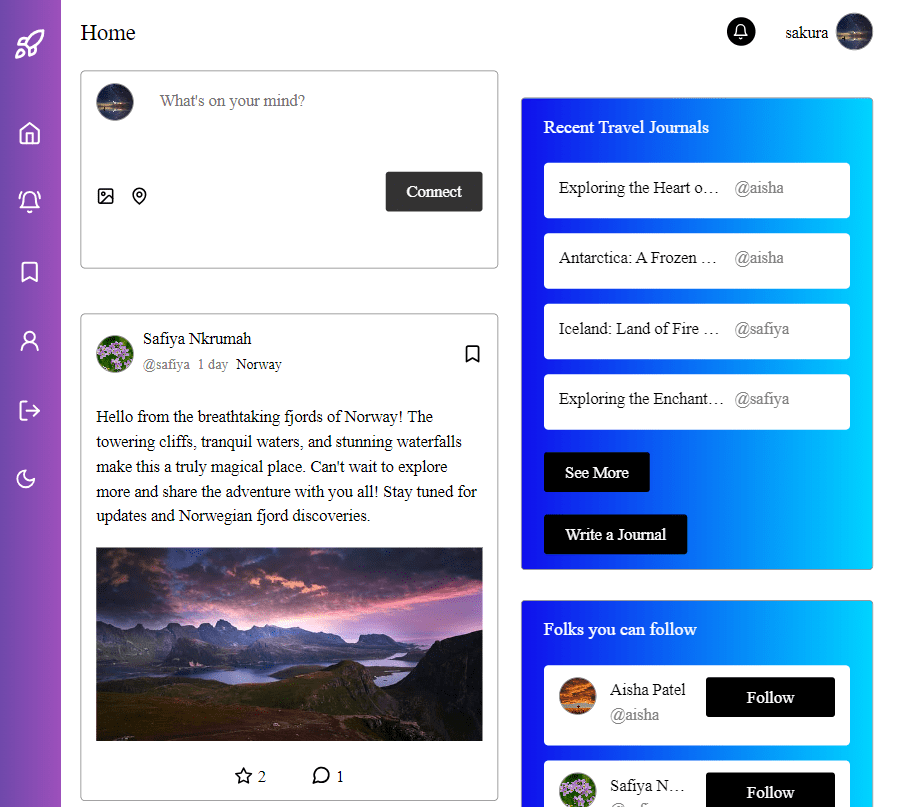 Home
sakura
What's on your mind?
Connect
Safiya Nkrumah
@safiya 1 day Norway
Hello from the breathtaking fjords of Norway! The
towering cliffs, tranquil waters, and stunning waterfalls
make this a truly magical place. Can't wait to explore
more and share the adventure with you all! Stay tuned for
updates and Norwegian fjord discoveries.
2 1
Recent Travel Journals
Exploring the Heart o... @aisha
Antarctica: A Frozen ... @aisha
Iceland: Land of Fire ... @safiya
Exploring the Enchant... @safiya
See More
Write a Journal
Folks you can follow
Aisha Patel
@aisha
Follow
Safiya N...
Follow